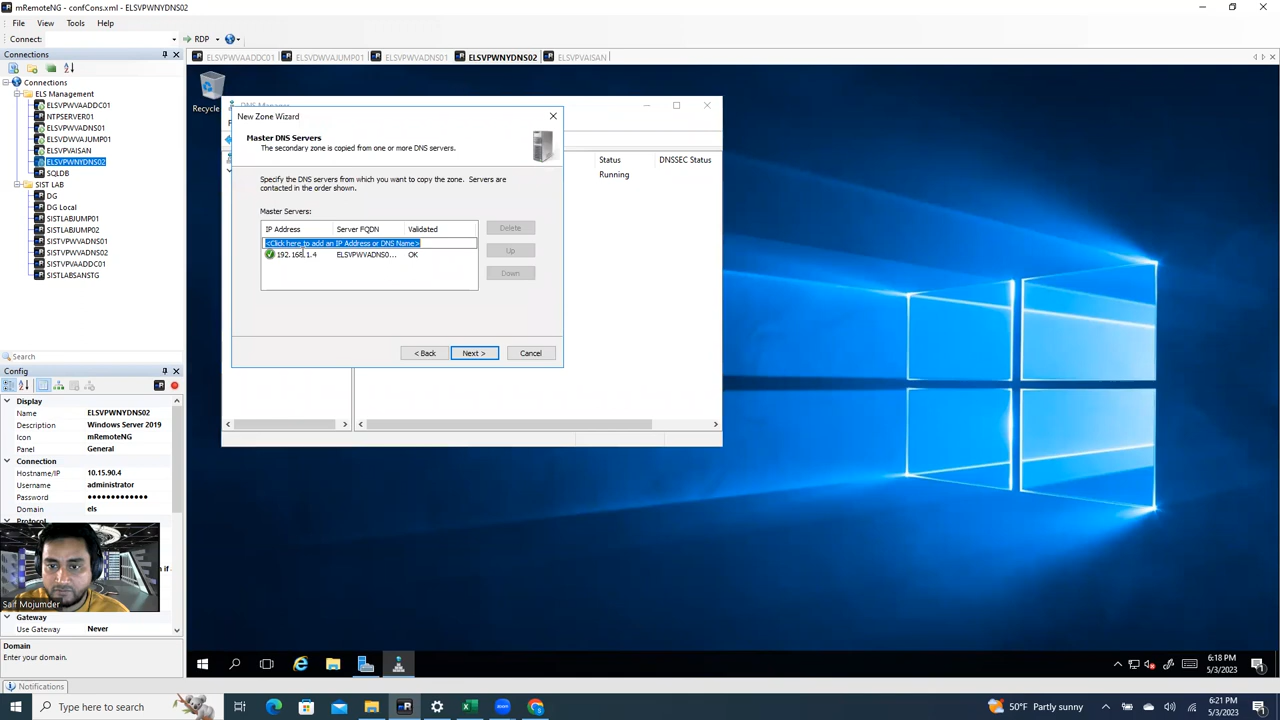 mRemoteNG - confCons.xml - ELSVPWNYDNS02
File View Tools Help
Connect: RDP
Connections
ELSVPWVAADDC01 ELSVDWVAJUMP01 ELSVPWVADNS01 ELSVPWNYDNS02 ELSVPVAISAN
Connections
ELS Management
ELSVPWVAADDC01
NTPSERVER01
ELSVPWVADNS01
ELSVDWVAJUMP01
ELSVPVAISAN
ELSVPWNYDNS02
SQLDB
SIST LAB
DG
DG Local
SISTLABJUMP01
SISTLABJUMP02
SISTVPVADNS01
SISTVPVADNS02
SISTVPVAADDC01
SISTLABSANSTG
Search
Config
Display
Name ELSVPWNYDNS02
Description Windows Server 2019
Icon mRemoteNG
Panel General
Connection
Hostname/IP 10.15.90.4
Username administrator
Password ●●●●●●●●●●●●●
Domain els
Protocol
Saif Mojumder
Gateway
Use Gateway Never
Domain
Enter your domain.
Notifications
Recycle
DNS Manager
Status DNSSEC Status
Running
New Zone Wizard
Master DNS Servers
The secondary zone is copied from one or more DNS servers.
Specify the DNS servers from which you want to copy the zone. Servers are
contacted in the order shown.
Master Servers:
IP Address Server FQDN Validated
<Click here to add an IP Address or DNS Name>
192.168.1.4 ELSVPWVADNS0... OK
Delete
Up
Down
< Back Next > Cancel
6:18 PM
5/3/2023
Type here to search
zoom
50°F Partly sunny
6:21 PM
5/3/2023